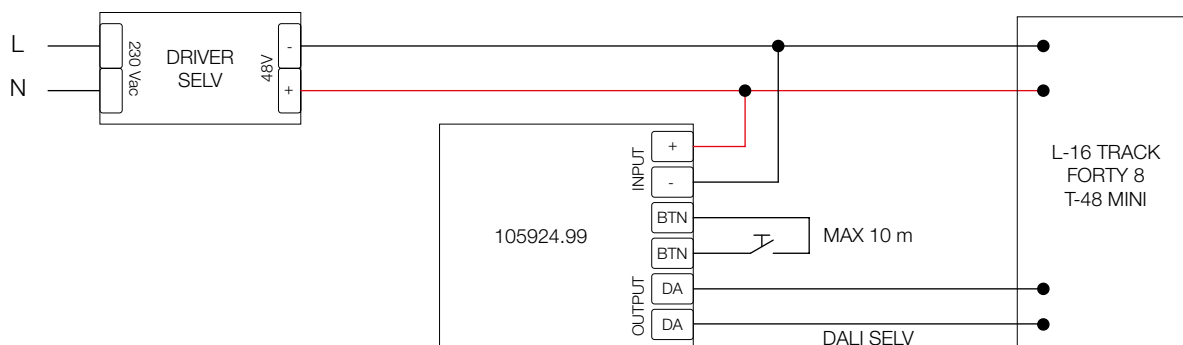 L
N
230 Vac
DRIVER
SELV
48V
-
+
INPUT
+
-
BTN
BTN
MAX 10 m
105924.99
OUTPUT
DA
DA
DALI SELV
L-16 TRACK
FORTY 8
T-48 MINI